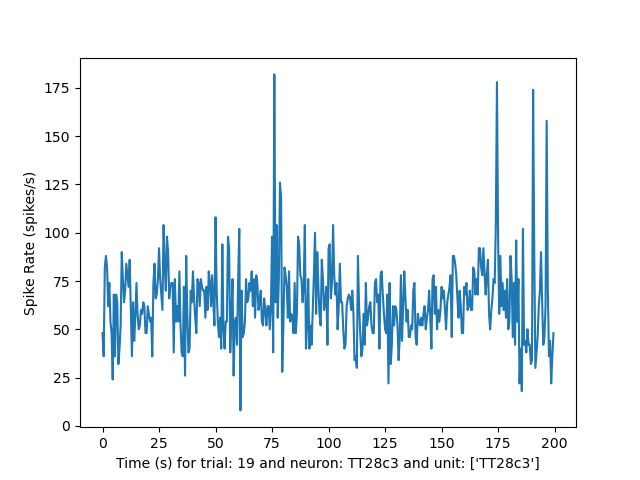 175
150
125
100
75
50
25
0
Spike Rate (spikes/s)
0 25 50 75 100 125 150 175 200
Time (s) for trial: 19 and neuron: TT28c3 and unit: ['TT28c3']